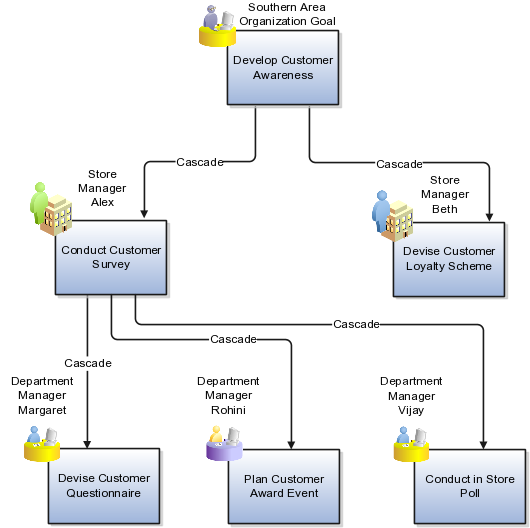 Southern Area
Organization Goal
Develop Customer
Awareness
Cascade
Cascade
Store
Manager
Alex
Store
Manager
Beth
Conduct Customer
Survey
Devise Customer
Loyalty Scheme
Cascade
Cascade
Cascade
Department
Manager
Margaret
Department
Manager
Rohini
Department
Manager
Vijay
Devise Customer
Questionnaire
Plan Customer
Award Event
Conduct in Store
Poll